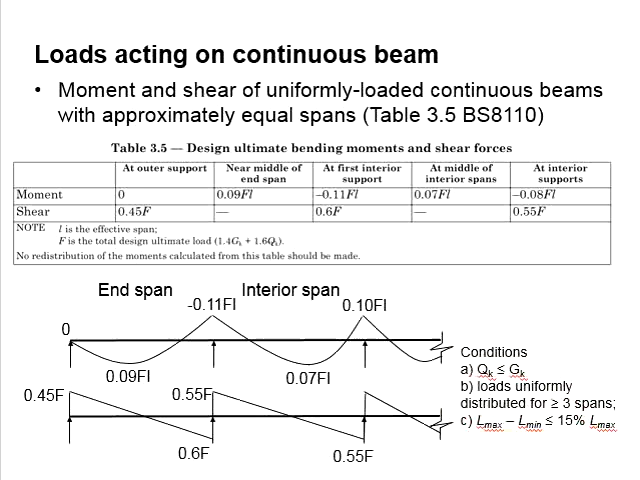 Loads acting on continuous beam
• Moment and shear of uniformly-loaded continuous beams
with approximately equal spans (Table 3.5 BS8110)
Table 3.5 — Design ultimate bending moments and shear forces
At outer support Near middle of end span At first interior support At middle of interior spans At interior supports
Moment 0 0.09Fl –0.11Fl 0.07Fl –0.08Fl
Shear 0.45F — 0.6F — 0.55F
NOTE l is the effective span;
F is the total design ultimate load (1.4Gk + 1.6Qk).
No redistribution of the moments calculated from this table should be made.
End span Interior span
-0.11Fl 0.10Fl
0
0.09Fl 0.07Fl
0.45F 0.55F
0.6F 0.55F
Conditions
a) Qk ≤ Gk
b) loads uniformly
distributed for ≥ 3 spans;
c) Lmax – Lmin ≤ 15% Lmax